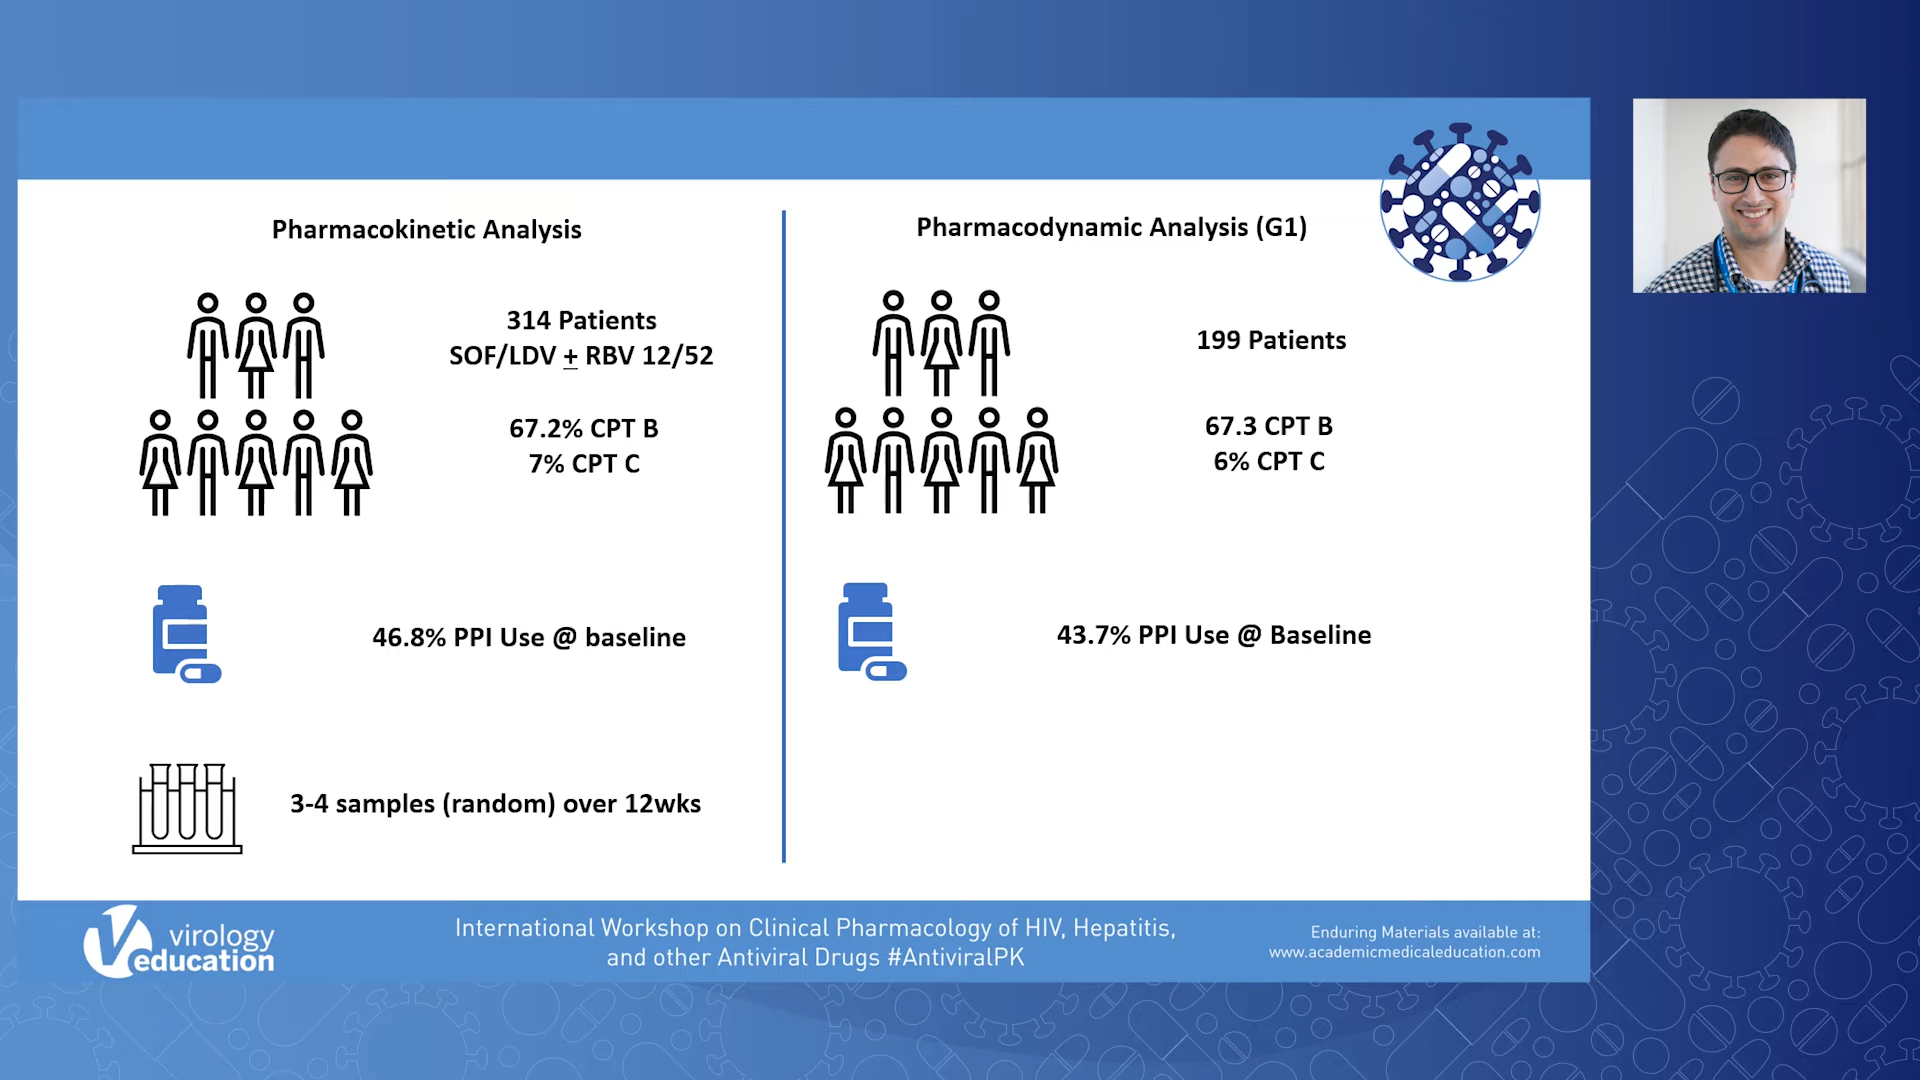 Pharmacokinetic Analysis
314 Patients
SOF/LDV + RBV 12/52
67.2% CPT B
7% CPT C
46.8% PPI Use @ baseline
3-4 samples (random) over 12wks
Pharmacodynamic Analysis (G1)
199 Patients
67.3 CPT B
6% CPT C
43.7% PPI Use @ Baseline
virology
education
International Workshop on Clinical Pharmacology of HIV, Hepatitis,
and other Antiviral Drugs #AntiviralPK
Enduring Materials available at:
www.academicmedicaleducation.com